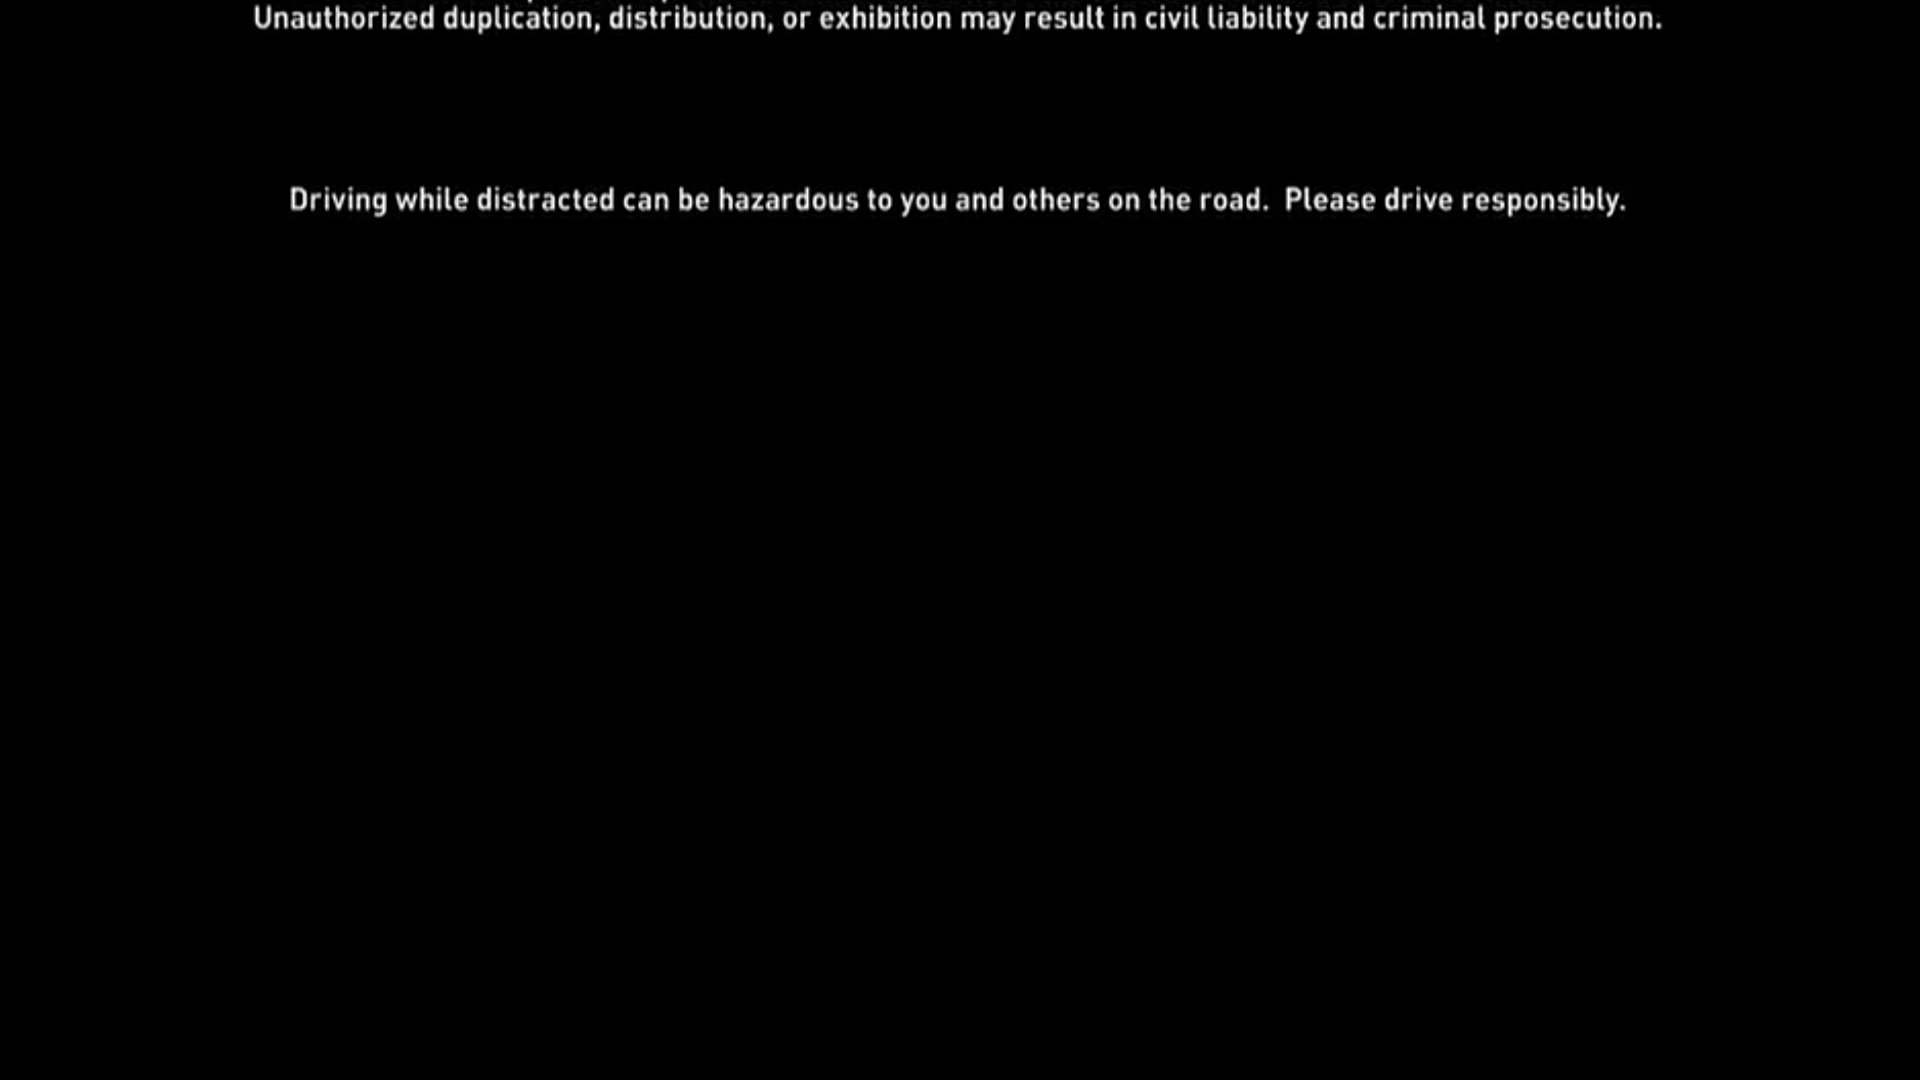 Unauthorized duplication, distribution, or exhibition may result in civil liability and criminal prosecution.
Driving while distracted can be hazardous to you and others on the road.  Please drive responsibly.